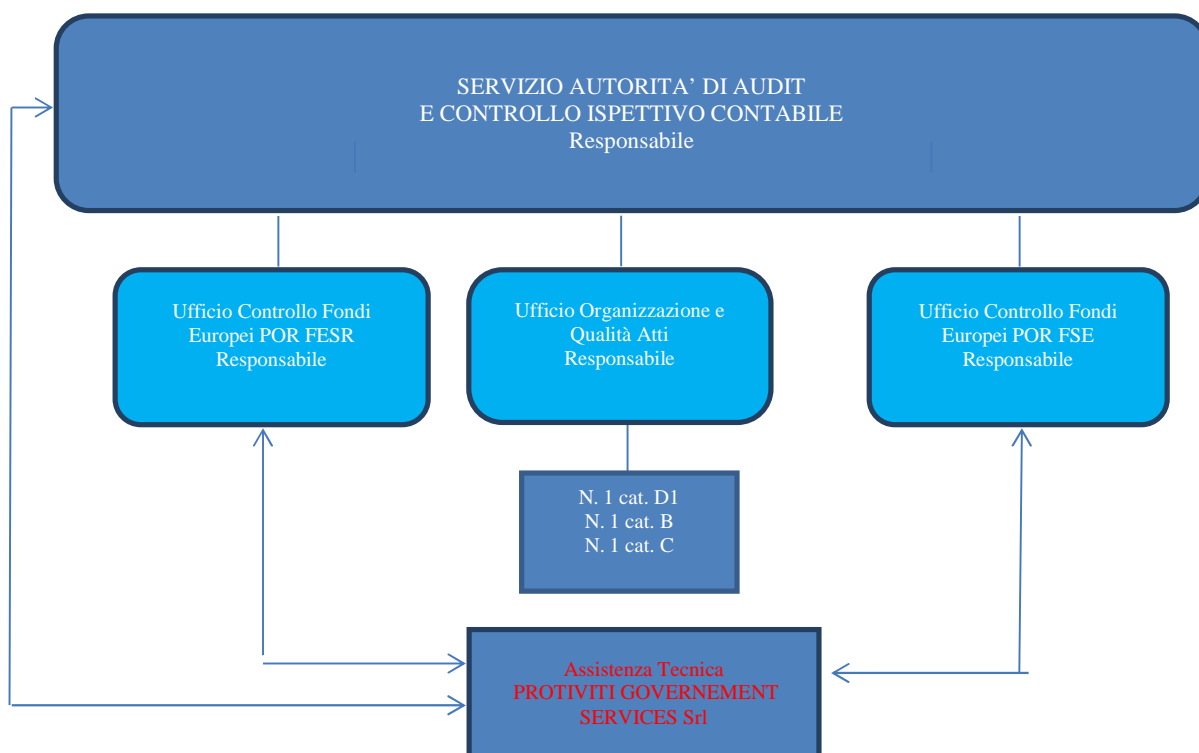 SERVIZIO AUTORITA’ DI AUDIT
E CONTROLLO ISPETTIVO CONTABILE
Responsabile
Ufficio Controllo Fondi
Europei POR FESR
Responsabile
Ufficio Organizzazione e
Qualità Atti
Responsabile
Ufficio Controllo Fondi
Europei POR FSE
Responsabile
N. 1 cat. D1
N. 1 cat. B
N. 1 cat. C
Assistenza Tecnica
PROTIVITI GOVERNEMENT
SERVICES Srl